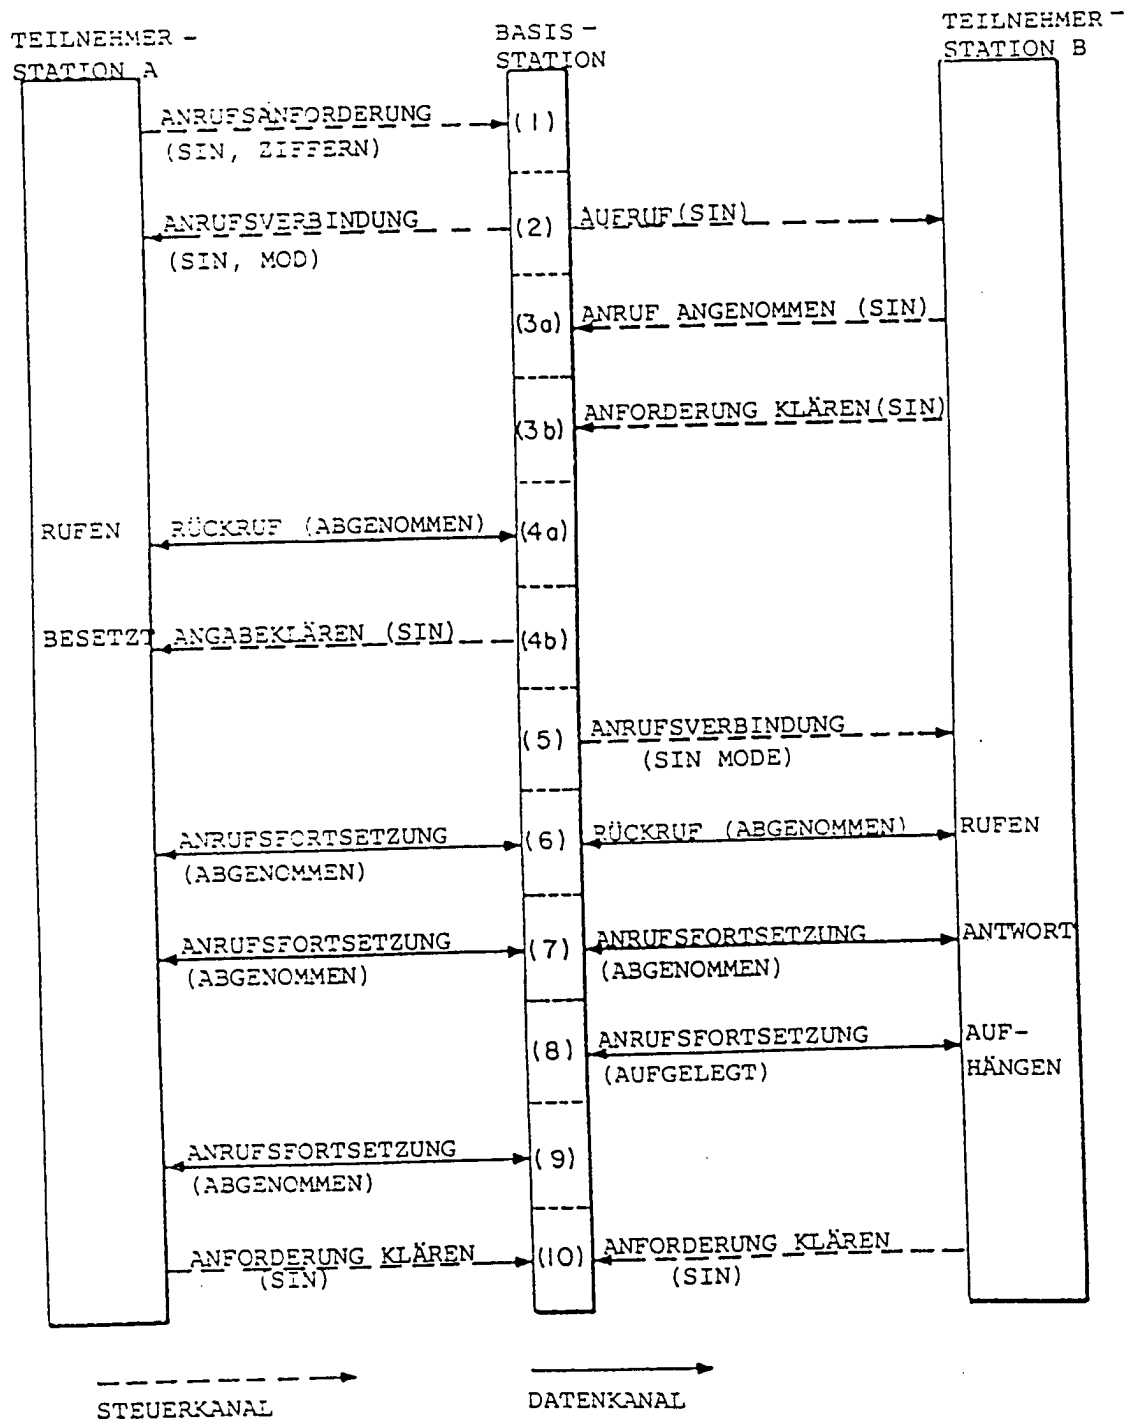 TEILNEHMER-
STATION A
BASIS-
STATION
TEILNEHMER-
STATION B
ANRUFSANFORDERUNG
(SIN, ZIFFERN)
(1)
ANRUFSVERBINDUNG
(SIN, MOD)
(2)
AUFRUF(SIN)
(3a)
ANRUF ANGENOMMEN (SIN)
(3b)
ANFORDERUNG KLÄREN(SIN)
RUFEN
RÜCKRUF (ABGENOMMEN)
(4a)
BESETZT
ANGABEKLÄREN (SIN)
(4b)
(5)
ANRUFSVERBINDUNG
(SIN MODE)
ANRUFSFORTSETZUNG
(ABGENOMMEN)
(6)
RÜCKRUF (ABGENOMMEN)
RUFEN
ANRUFSFORTSETZUNG
(ABGENOMMEN)
(7)
ANRUFSFORTSETZUNG
(ABGENOMMEN)
ANTWORT
(8)
ANRUFSFORTSETZUNG
(AUFGELEGT)
AUF-
HÄNGEN
ANRUFSFORTSETZUNG
(ABGENOMMEN)
(9)
ANFORDERUNG KLÄREN
(SIN)
(10)
ANFORDERUNG KLÄREN
(SIN)
STEUERKANAL
DATENKANAL